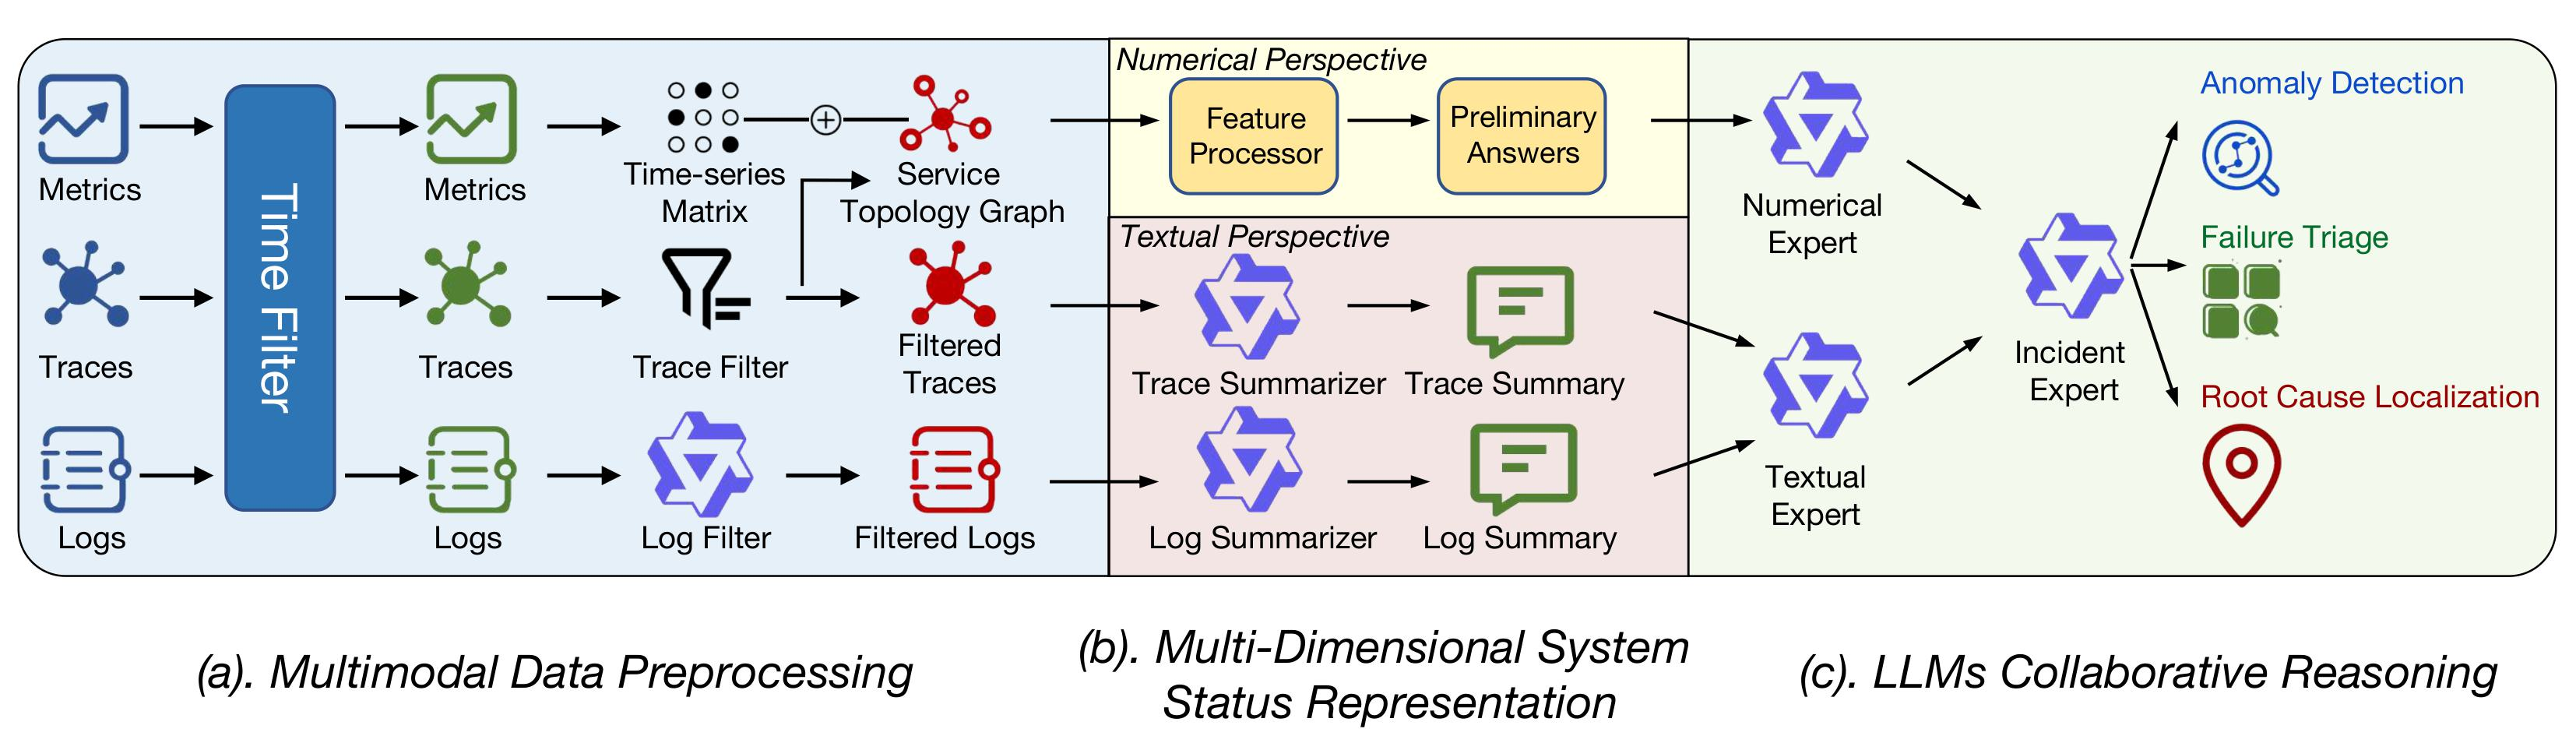 Metrics
Traces
Logs
Time Filter
Metrics
Traces
Logs
Time-series
Matrix
Trace Filter
Log Filter
Service
Topology Graph
Filtered
Traces
Filtered Logs
Numerical Perspective
Feature
Processor
Preliminary
Answers
Textual Perspective
Trace Summarizer
Trace Summary
Log Summarizer
Log Summary
Numerical
Expert
Textual
Expert
Incident
Expert
Anomaly Detection
Failure Triage
Root Cause Localization
(a). Multimodal Data Preprocessing
(b). Multi-Dimensional System
Status Representation
(c). LLMs Collaborative Reasoning